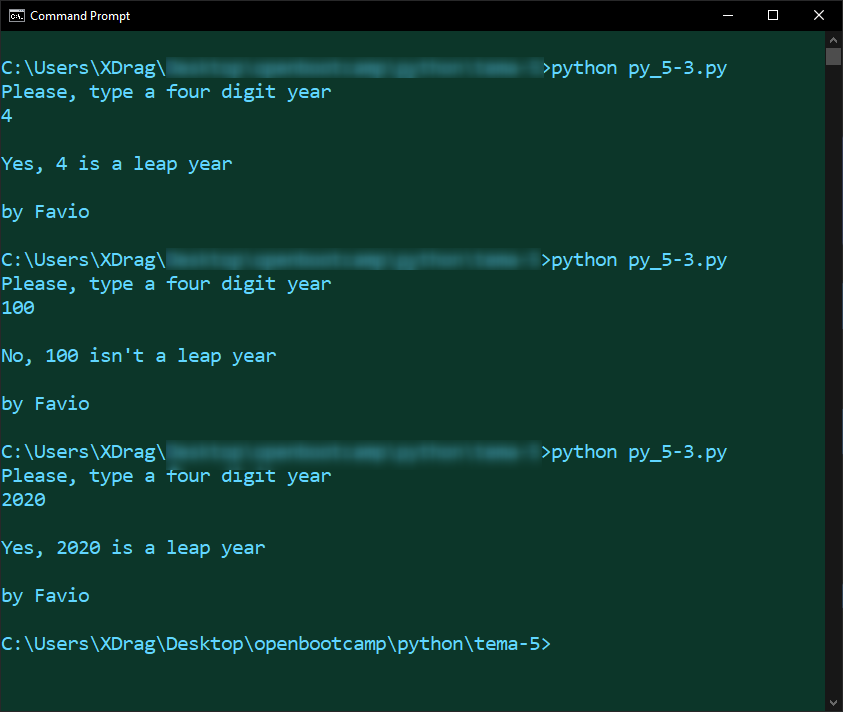 Command Prompt
C:\Users\XDrag\ >python py_5-3.py
Please, type a four digit year
4
Yes, 4 is a leap year
by Favio
C:\Users\XDrag\ >python py_5-3.py
Please, type a four digit year
100
No, 100 isn't a leap year
by Favio
C:\Users\XDrag\ >python py_5-3.py
Please, type a four digit year
2020
Yes, 2020 is a leap year
by Favio
C:\Users\XDrag\Desktop\openbootcamp\python\tema-5>